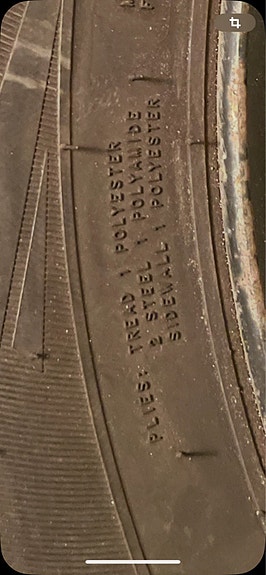 PLIES: TREAD 1 POLYESTER
2 STEEL 1 POLYAMIDE
SIDEWALL 1 POLYESTER